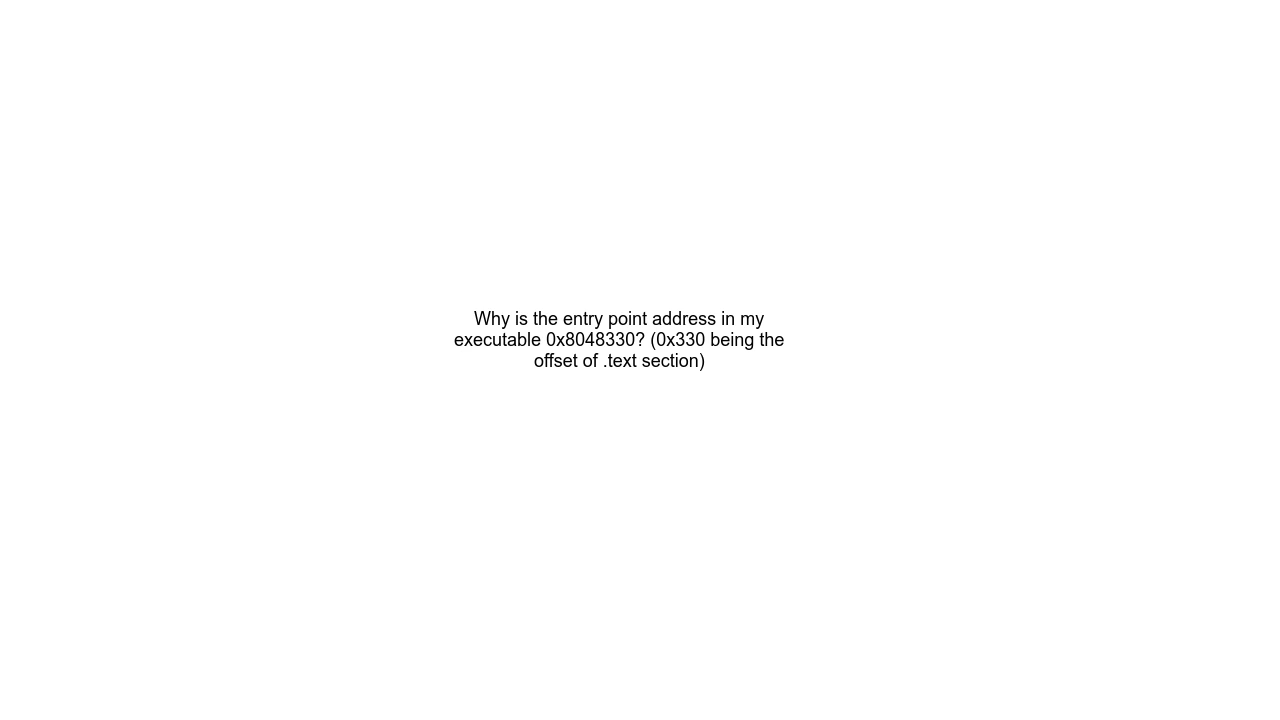 Why is the entry point address in my
executable 0x8048330? (0x330 being the
offset of .text section)